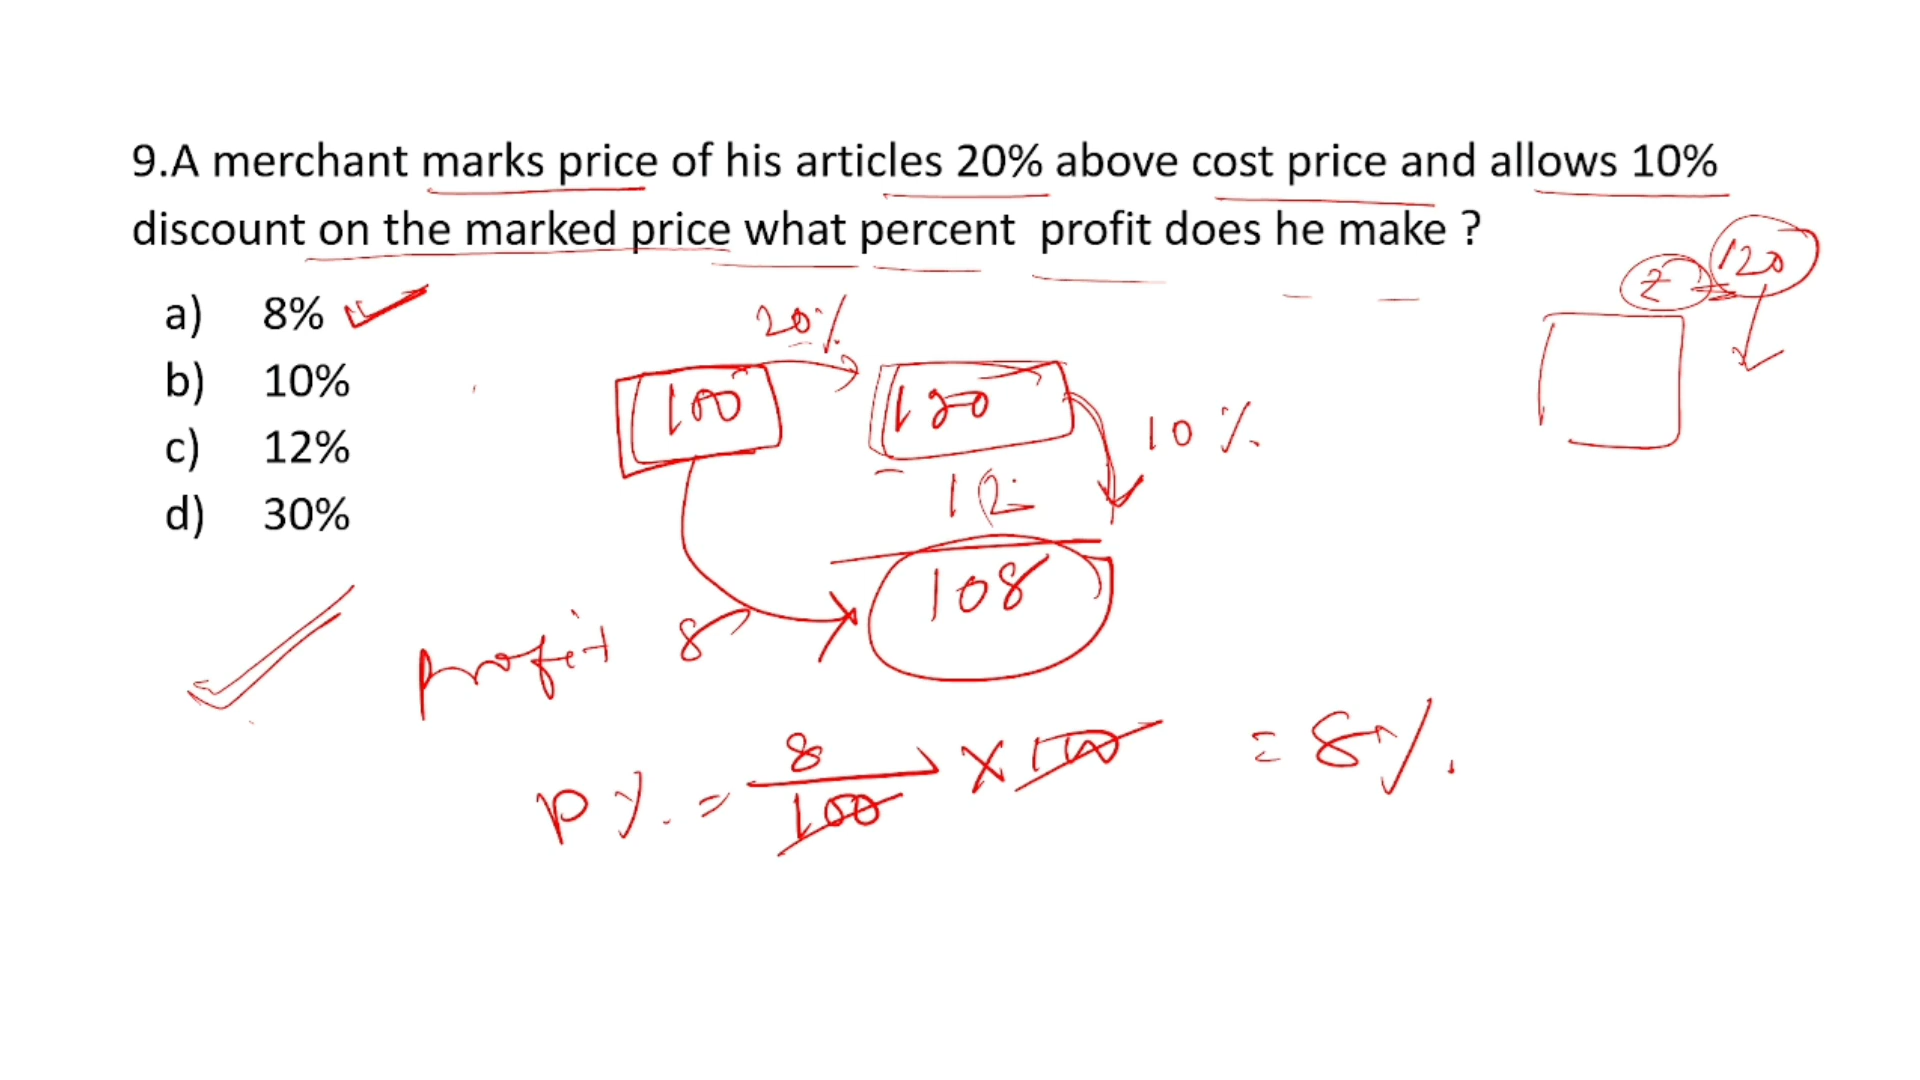 9.A merchant marks price of his articles 20% above cost price and allows 10%
discount on the marked price what percent profit does he make ?
120
a) 8%
20%
b) 10%
100 120
10%
c) 12%
12
d) 30%
108
profit 8
P%. = 8/100 × 100 = 8%.